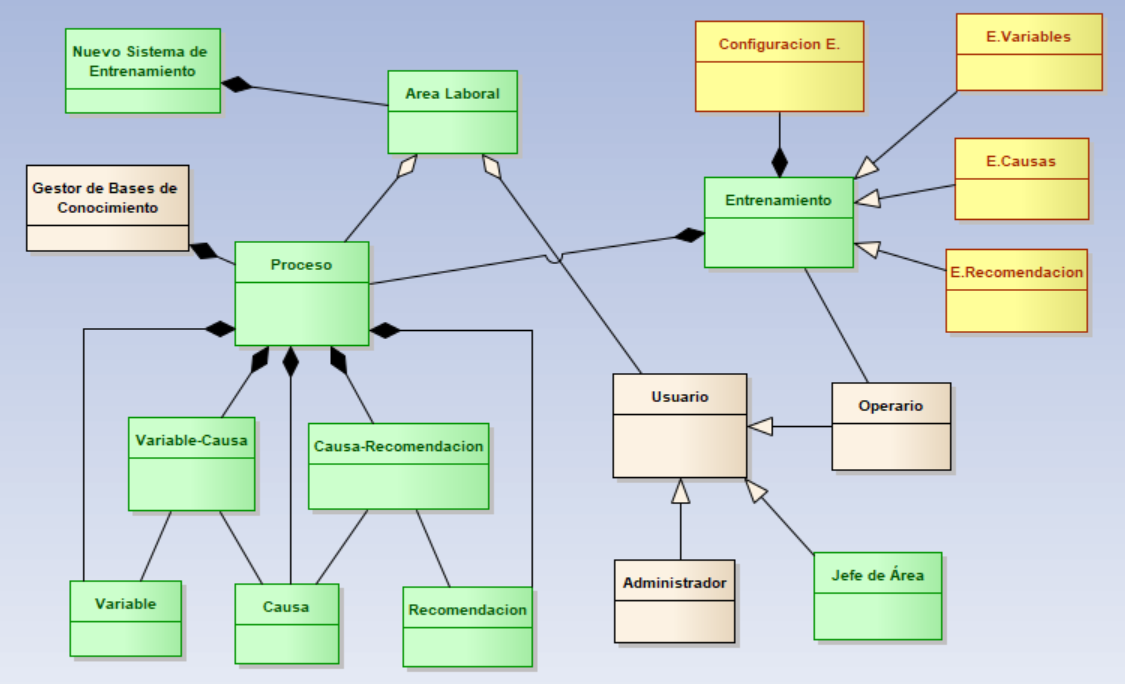 Nuevo Sistema de
Entrenamiento
Area Laboral
Configuracion E.
E.Variables
E.Causas
Gestor de Bases de
Conocimiento
Entrenamiento
Proceso
E.Recomendacion
Usuario
Operario
Variable-Causa
Causa-Recomendacion
Administrador
Jefe de Área
Variable
Causa
Recomendacion